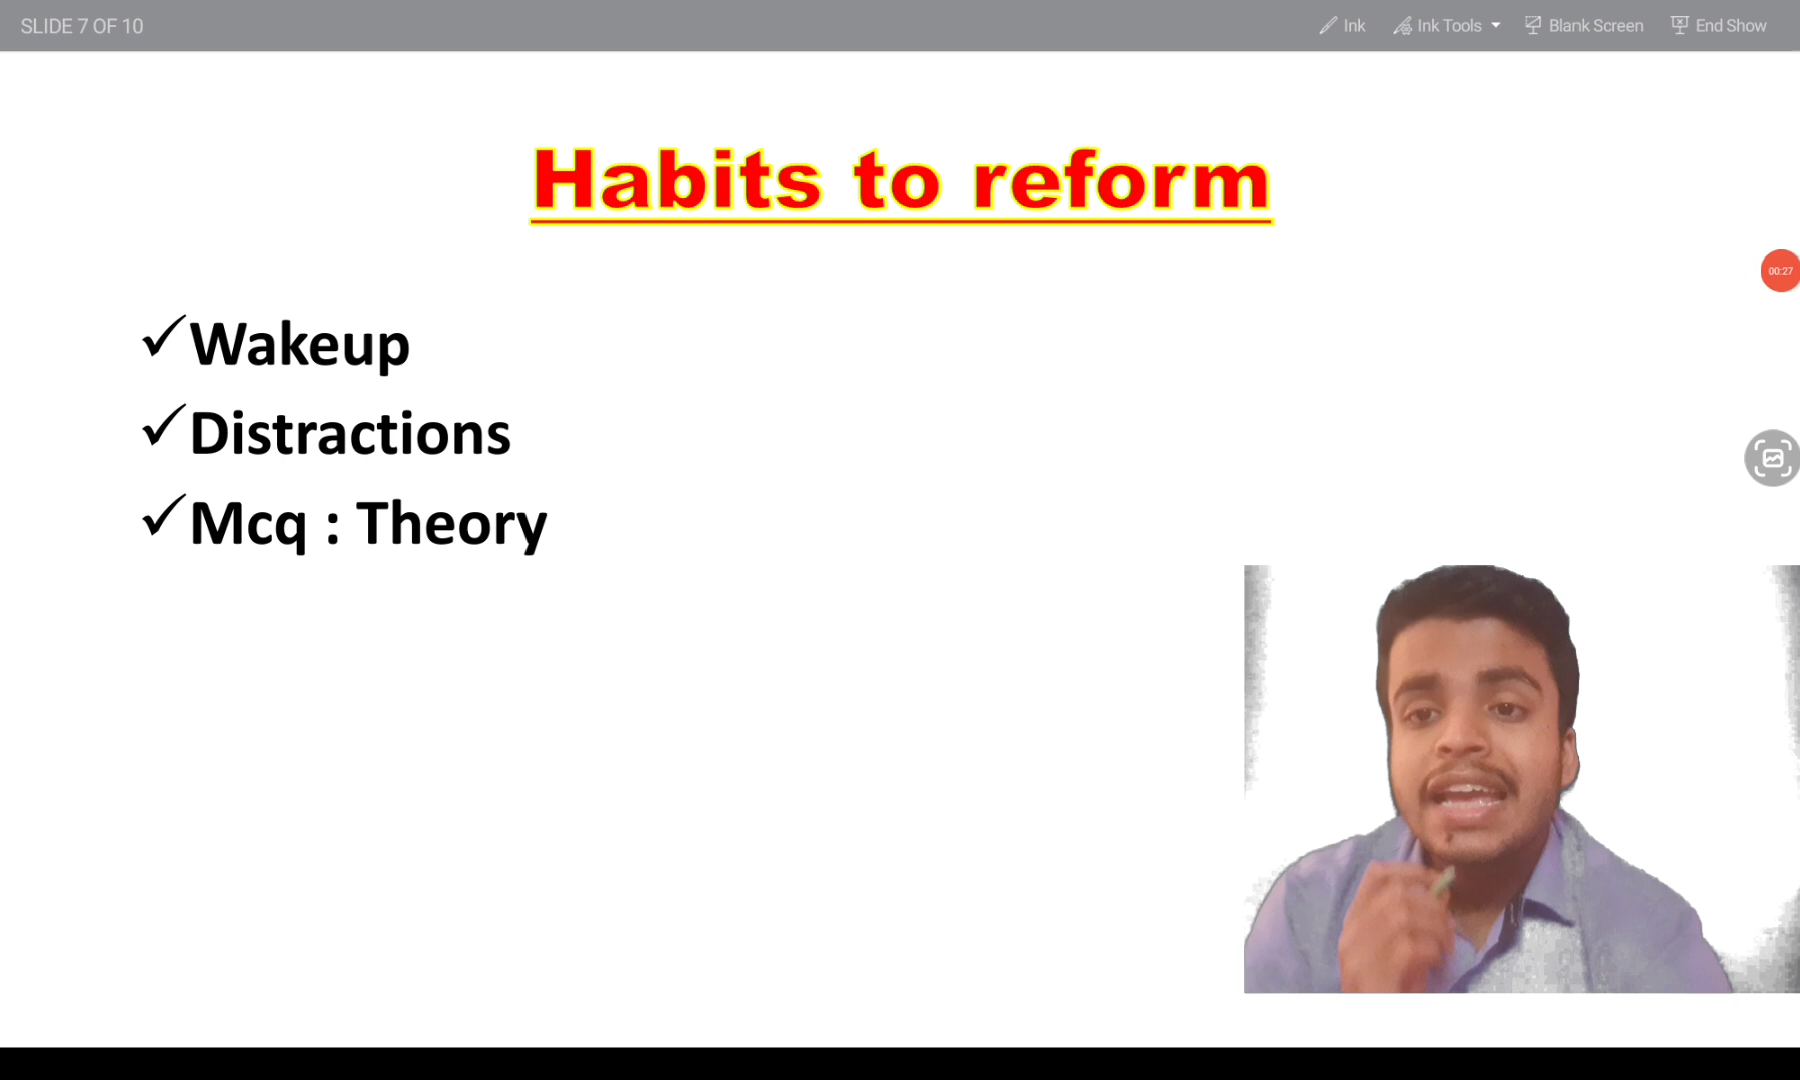 SLIDE 7 OF 10
Ink
Ink Tools
Blank Screen
End Show
Habits to reform
00:27
✓Wakeup
✓Distractions
✓Mcq : Theory